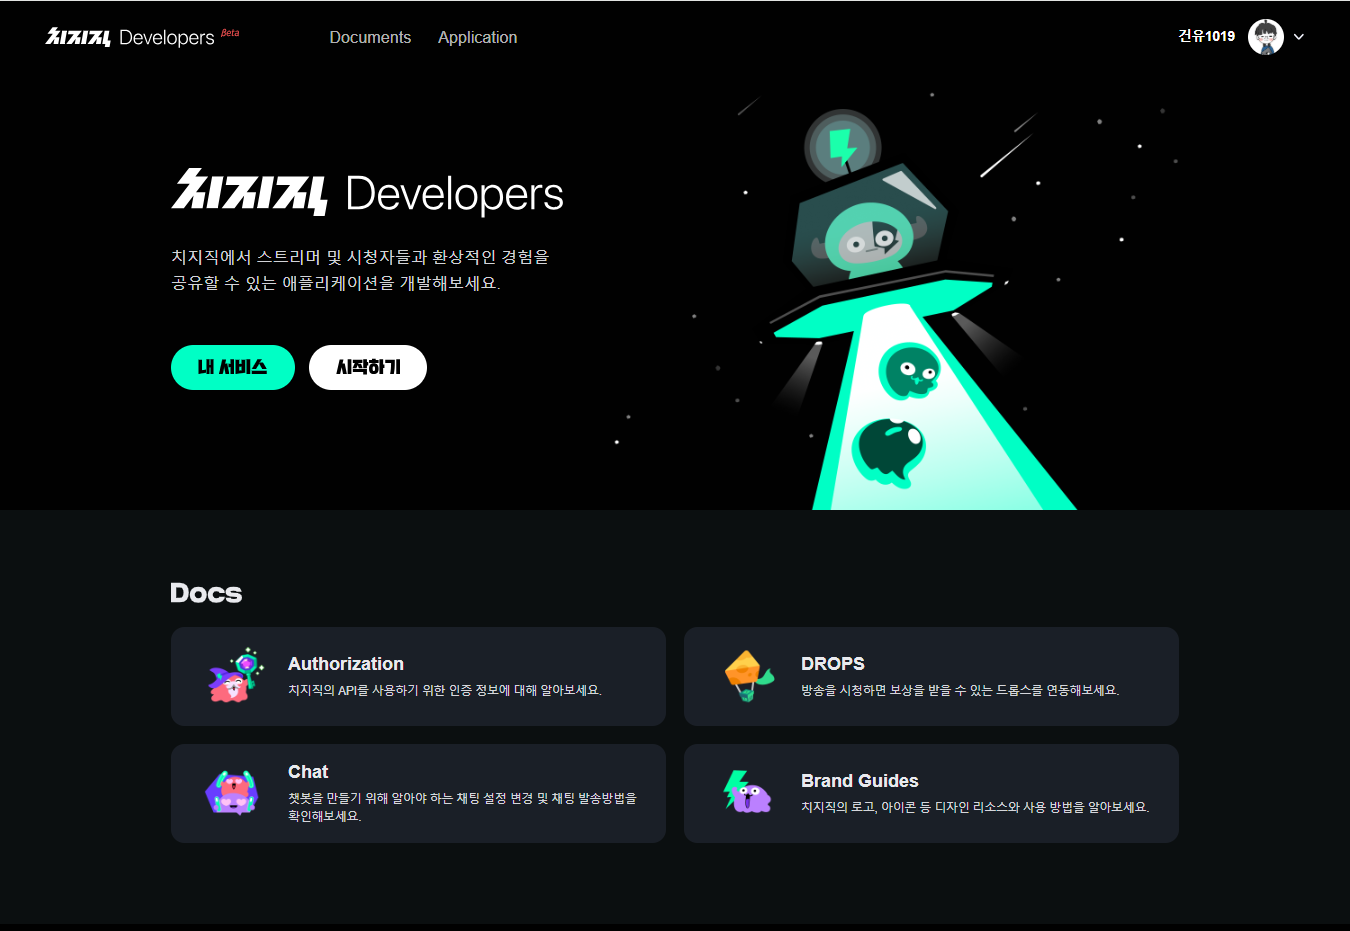 치지직 Developers Beta
Documents
Application
건유1019
치지직 Developers
치지직에서 스트리머 및 시청자들과 환상적인 경험을
공유할 수 있는 애플리케이션을 개발해보세요.
내 서비스
시작하기
Docs
Authorization
치지직의 API를 사용하기 위한 인증 정보에 대해 알아보세요.
DROPS
방송을 시청하면 보상을 받을 수 있는 드롭스를 연동해보세요.
Chat
챗봇을 만들기 위해 알아야 하는 채팅 설정 변경 및 채팅 발송방법을
확인해보세요.
Brand Guides
치지직의 로고, 아이콘 등 디자인 리소스와 사용 방법을 알아보세요.